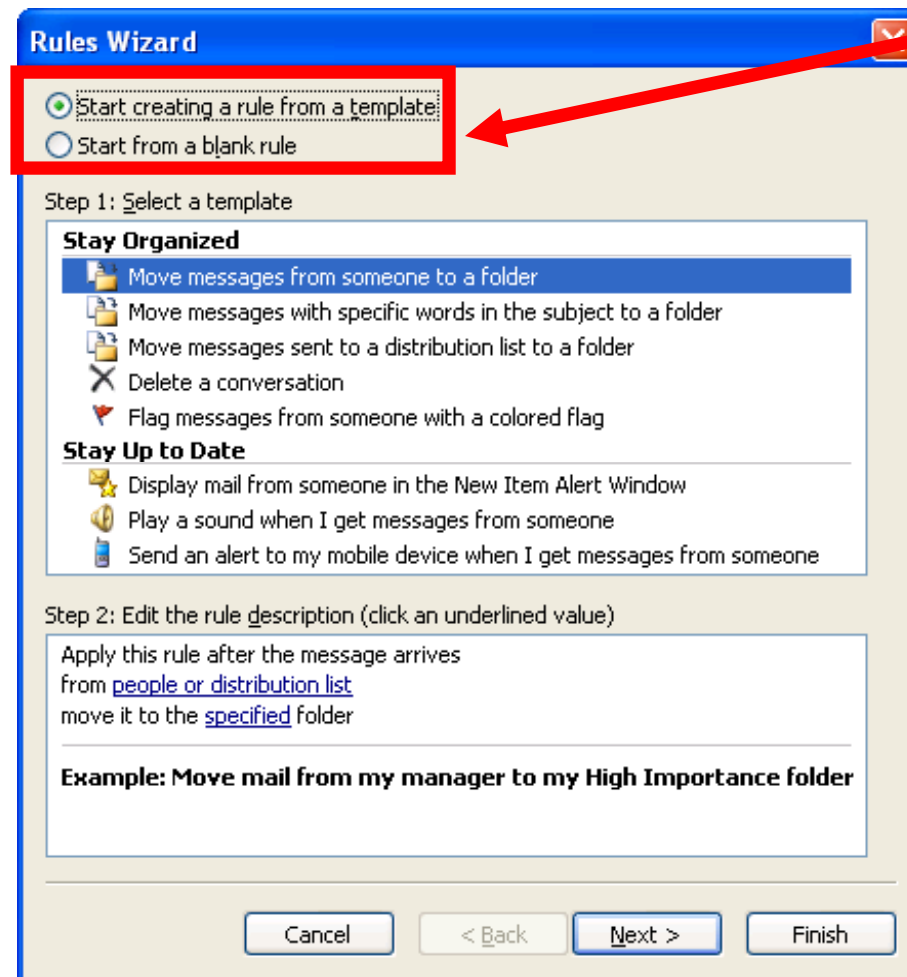 Rules Wizard
Start creating a rule from a template
Start from a blank rule
Step 1: Select a template
Stay Organized
Move messages from someone to a folder
Move messages with specific words in the subject to a folder
Move messages sent to a distribution list to a folder
Delete a conversation
Flag messages from someone with a colored flag
Stay Up to Date
Display mail from someone in the New Item Alert Window
Play a sound when I get messages from someone
Send an alert to my mobile device when I get messages from someone
Step 2: Edit the rule description (click an underlined value)
Apply this rule after the message arrives
from people or distribution list
move it to the specified folder
Example: Move mail from my manager to my High Importance folder
Cancel < Back Next > Finish